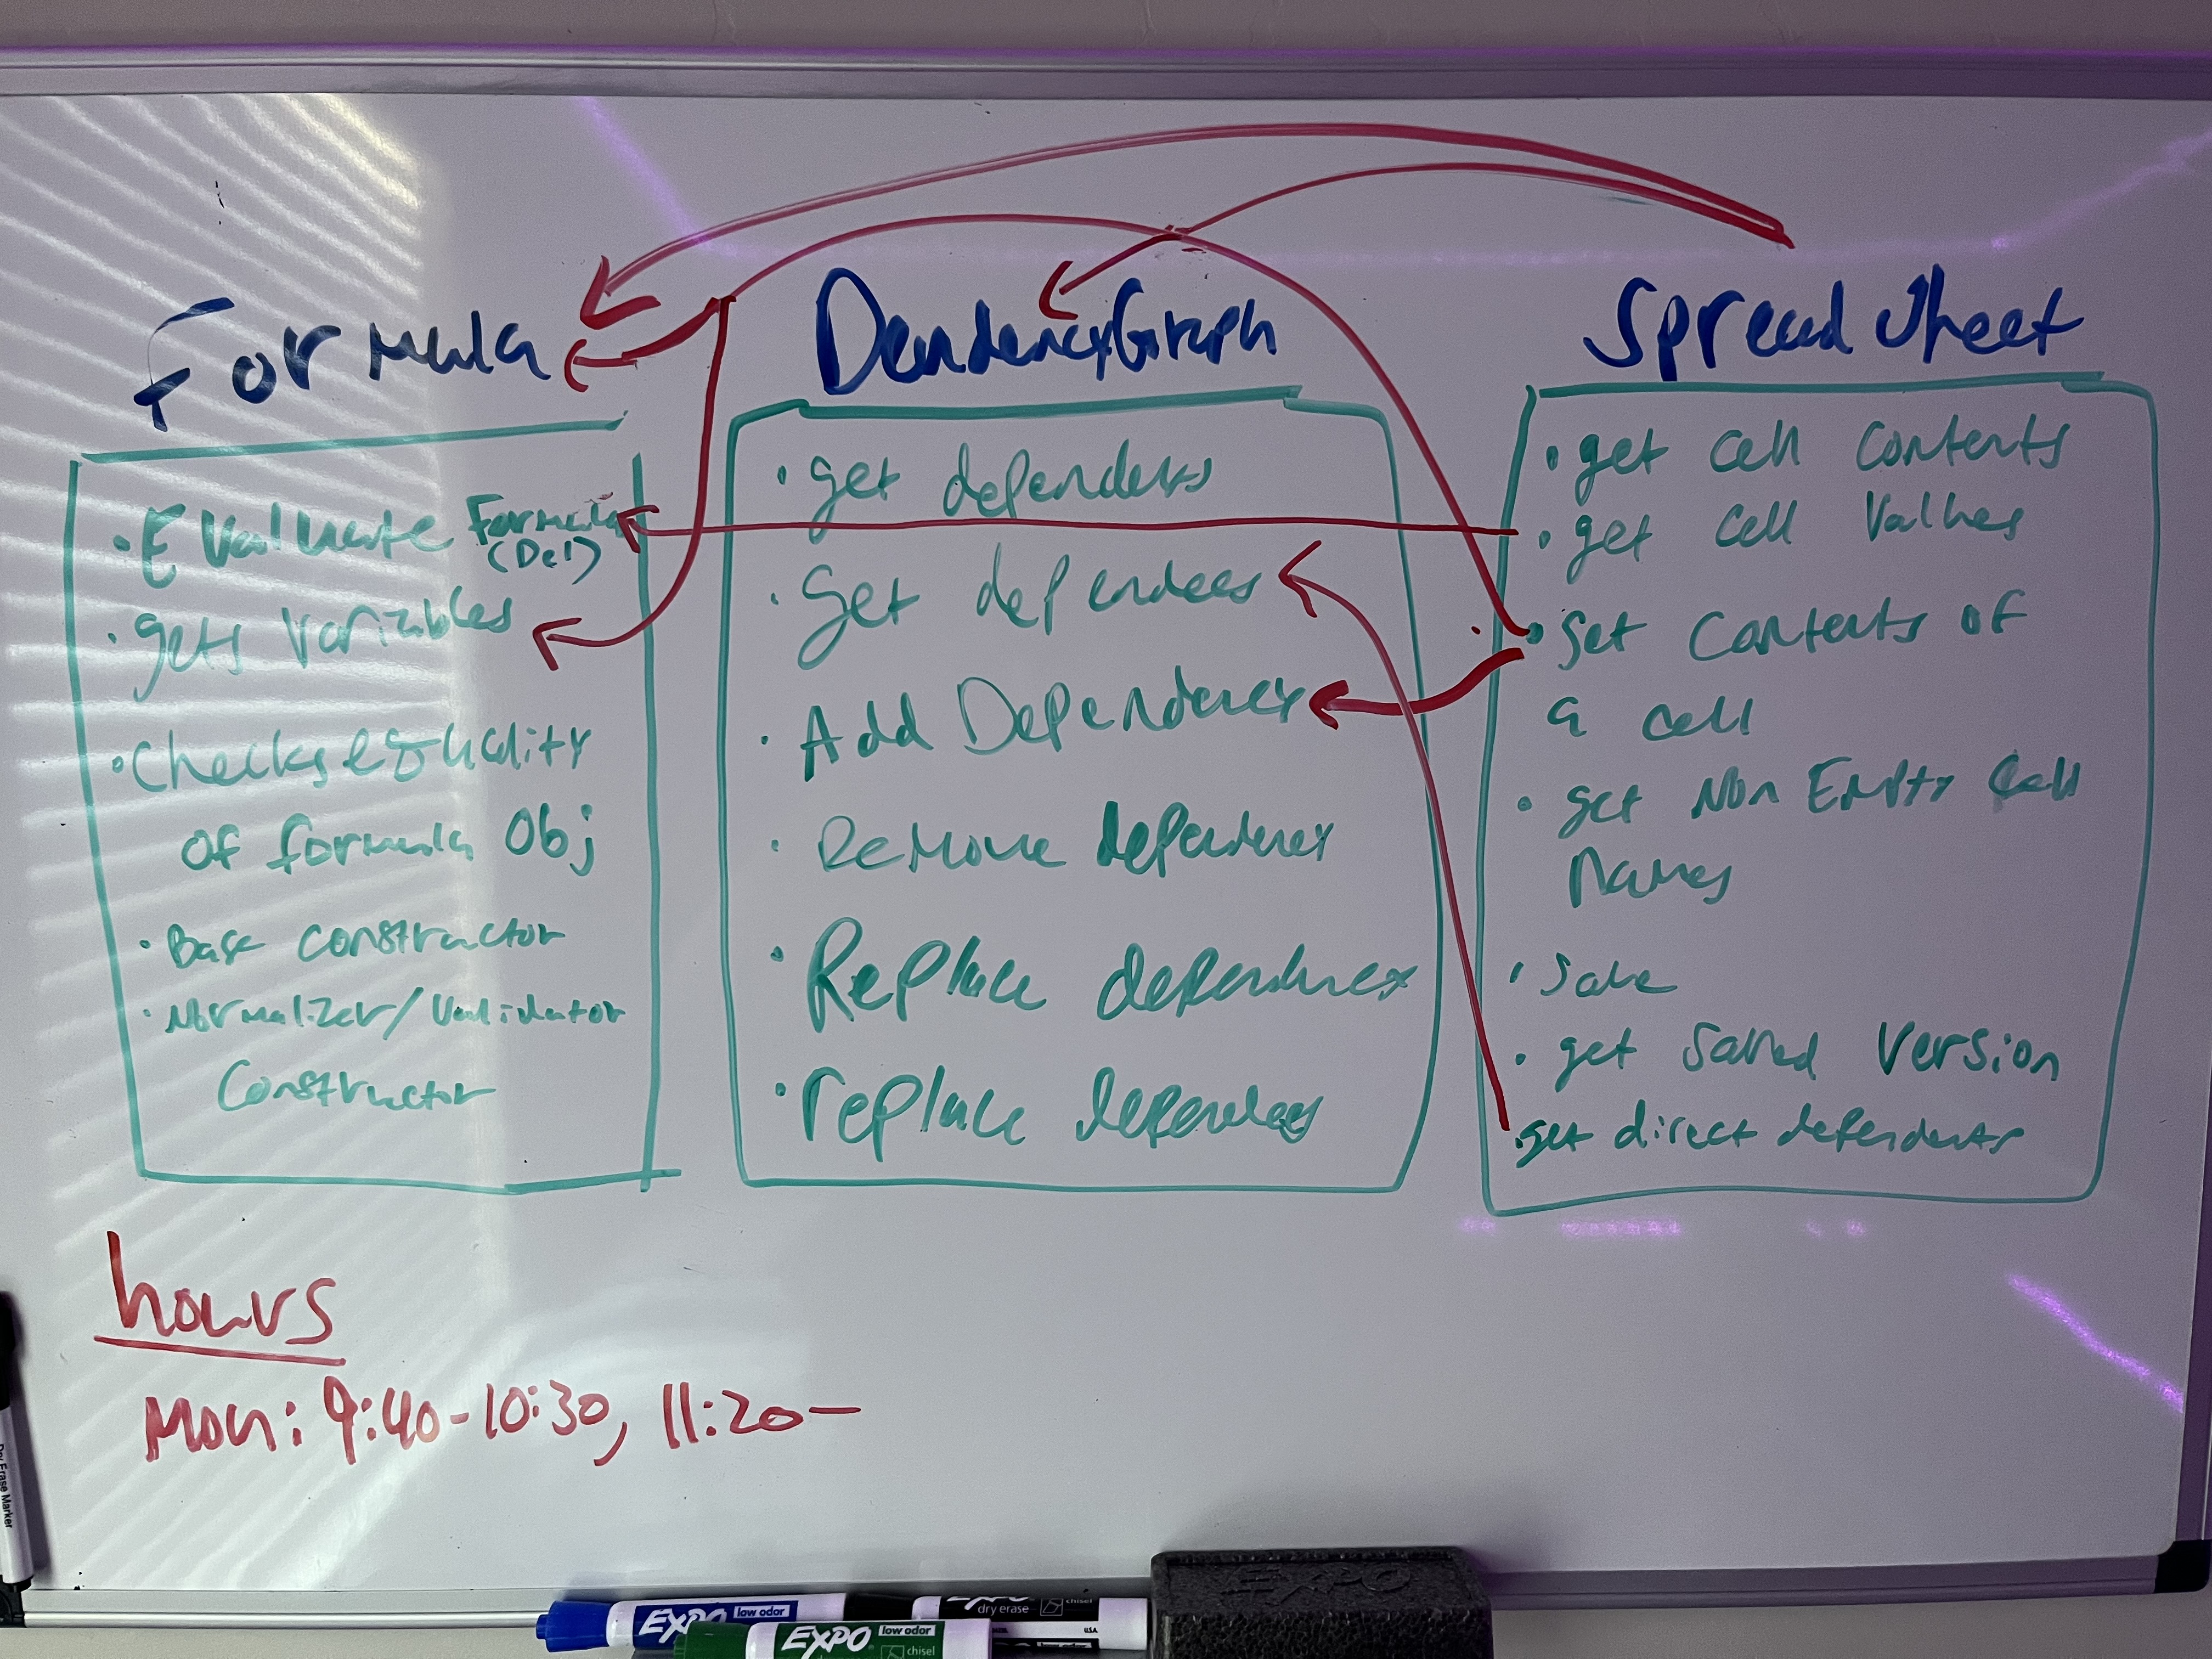 Formula
• Evaluate Formula
(Del)
• gets Variables
• Checks equality
of formula Obj
• Base constructor
• Normalizer/Validator
Constructor
DendencyGraph
• get dependents
• Get dependees
• Add Dependency
• Remove dependency
• Replace dependency
• replace dependees
Spreadsheet
• get Cell Contents
• get Cell Values
• Set Contents of
a cell
• get Non Empty Cell
Names
• Save
• get Saved Version
• get direct dependents
hours
Mon: 9:40-10:30, 11:20—
Dry Erase Marker
EXPO low odor
EXPO low odor
chisel
dry erase chisel
U.S.A.
EXPO